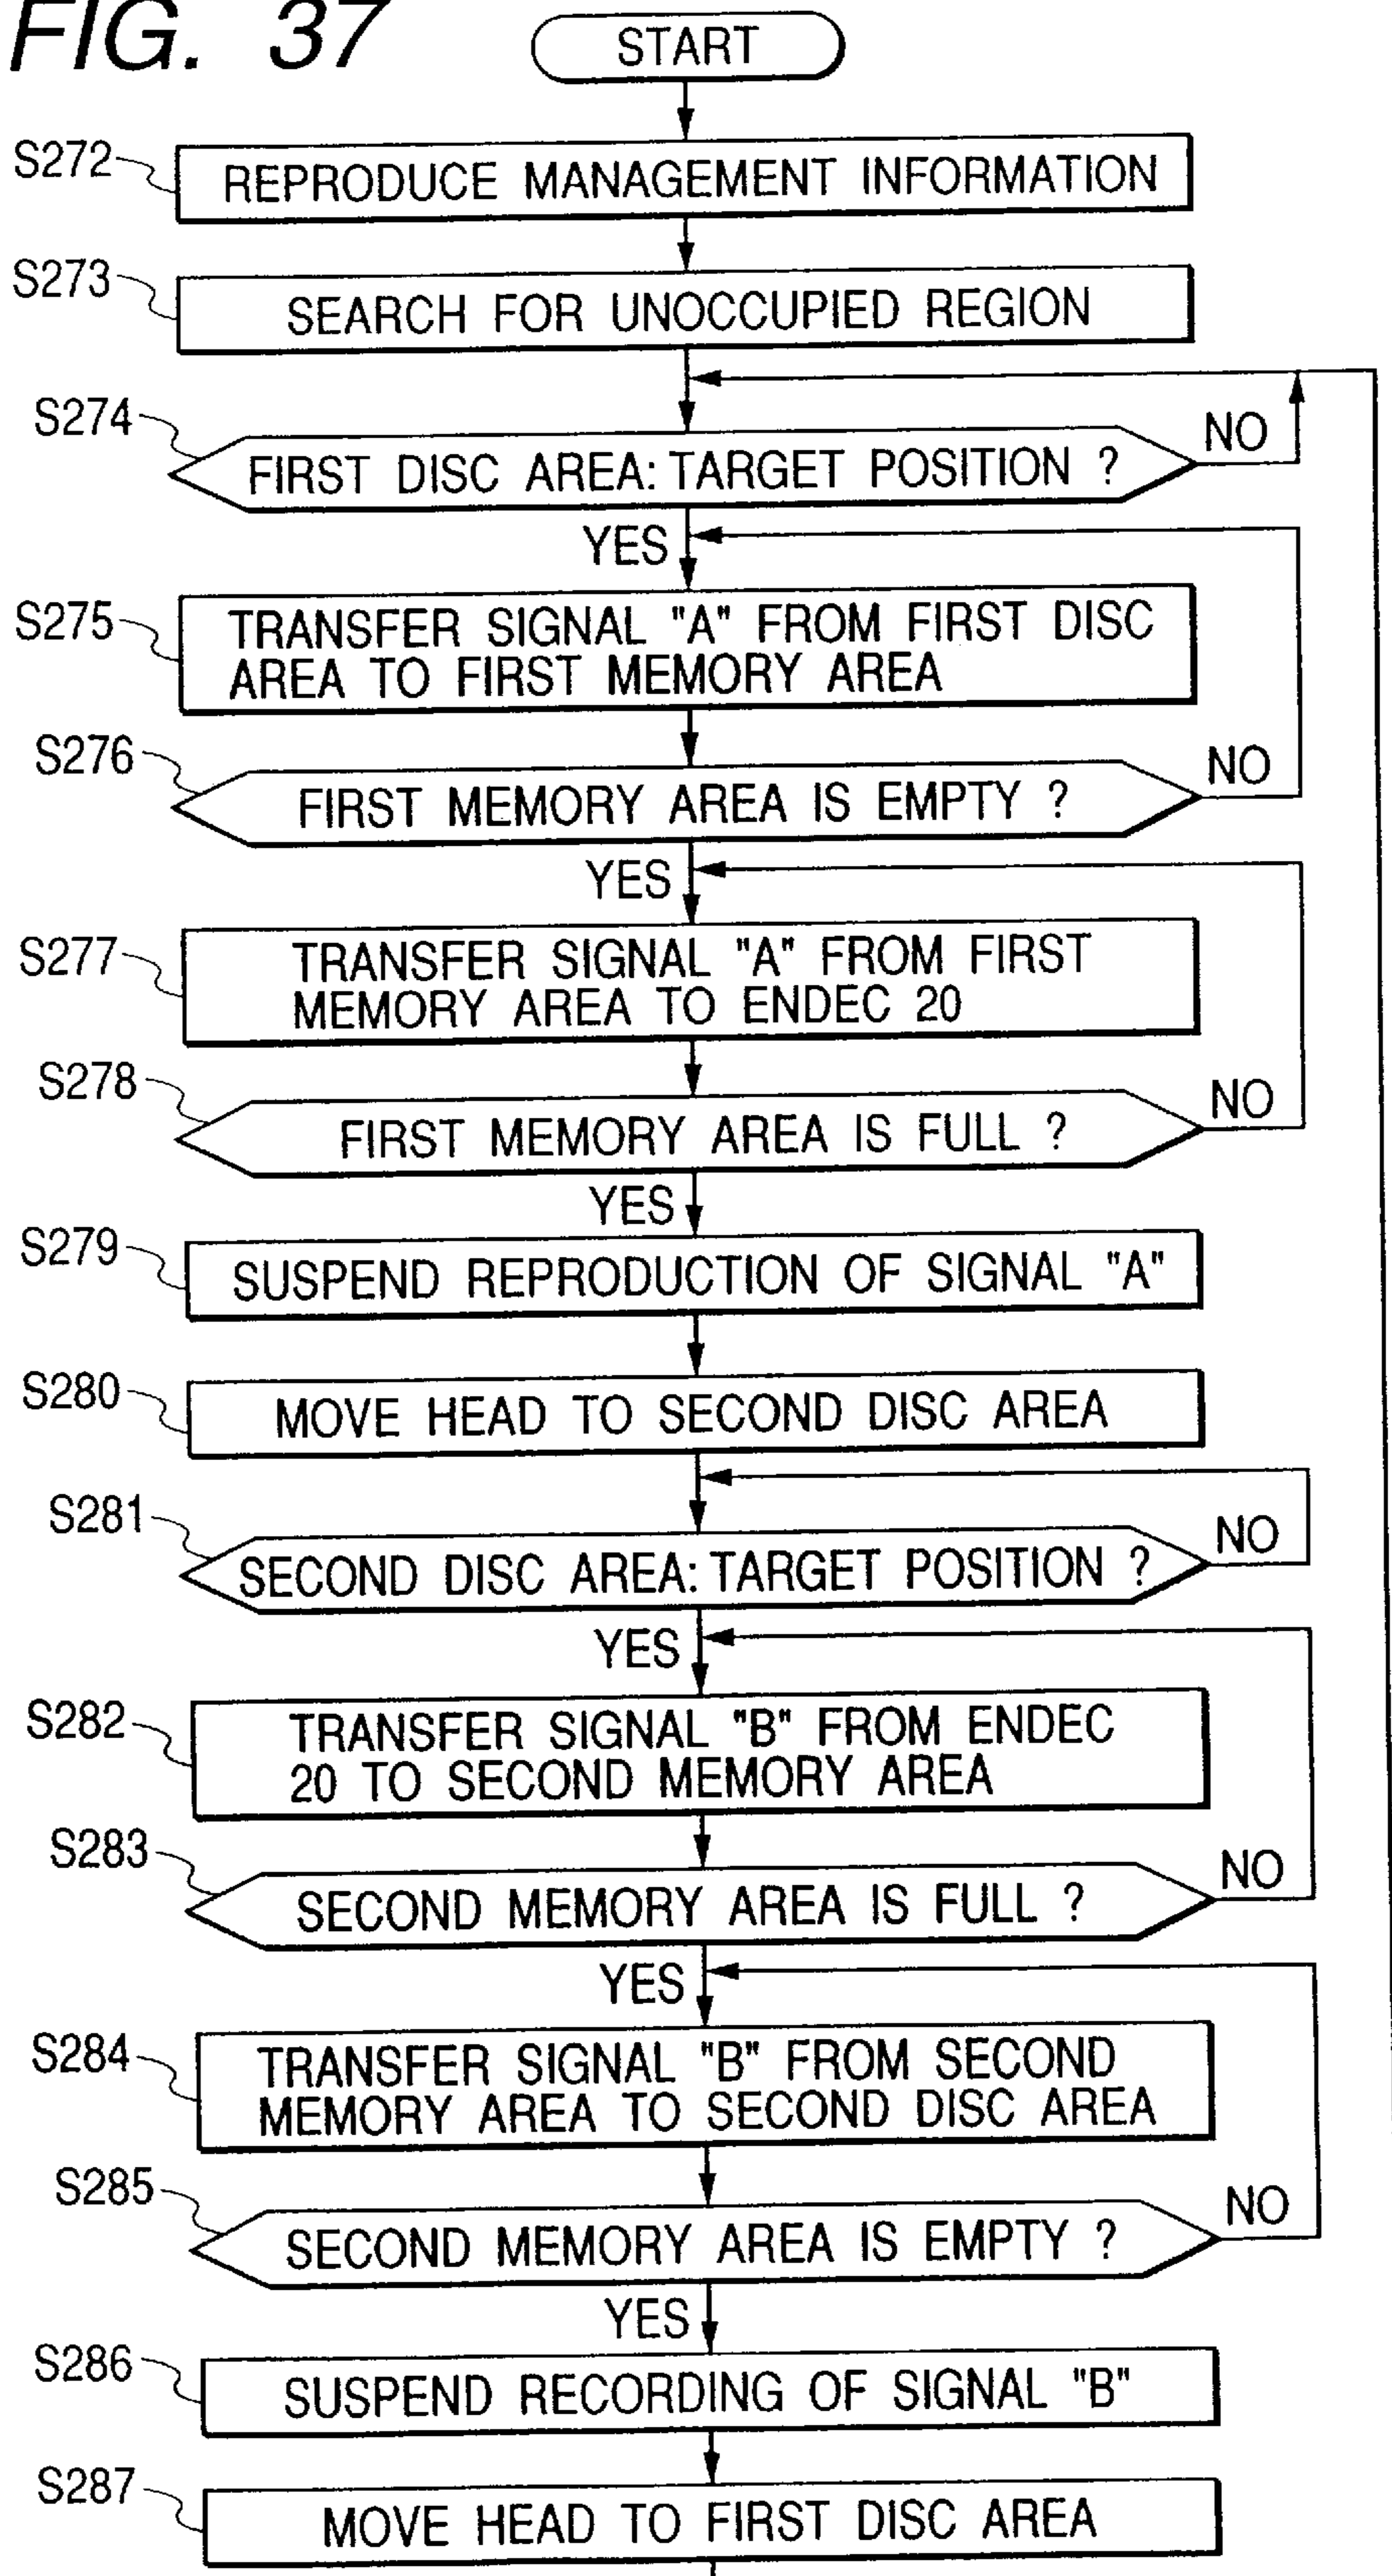 FIG. 37
START
S272
REPRODUCE MANAGEMENT INFORMATION
S273
SEARCH FOR UNOCCUPIED REGION
S274
FIRST DISC AREA: TARGET POSITION ?
NO
YES
S275
TRANSFER SIGNAL "A" FROM FIRST DISC
AREA TO FIRST MEMORY AREA
S276
FIRST MEMORY AREA IS EMPTY ?
NO
YES
S277
TRANSFER SIGNAL "A" FROM FIRST
MEMORY AREA TO ENDEC 20
S278
FIRST MEMORY AREA IS FULL ?
NO
YES
S279
SUSPEND REPRODUCTION OF SIGNAL "A"
S280
MOVE HEAD TO SECOND DISC AREA
S281
SECOND DISC AREA: TARGET POSITION ?
NO
YES
S282
TRANSFER SIGNAL "B" FROM ENDEC
20 TO SECOND MEMORY AREA
S283
SECOND MEMORY AREA IS FULL ?
NO
YES
S284
TRANSFER SIGNAL "B" FROM SECOND
MEMORY AREA TO SECOND DISC AREA
S285
SECOND MEMORY AREA IS EMPTY ?
NO
YES
S286
SUSPEND RECORDING OF SIGNAL "B"
S287
MOVE HEAD TO FIRST DISC AREA